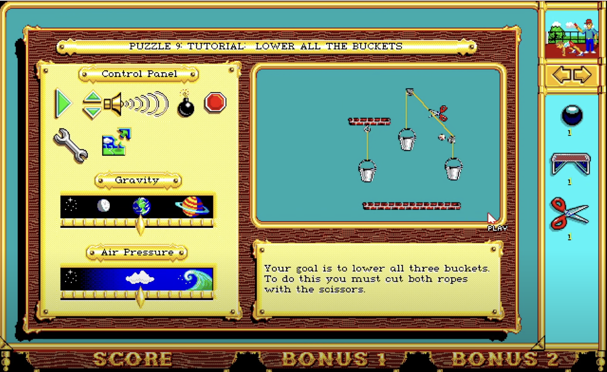 PUZZLE 9: TUTORIAL: LOWER ALL THE BUCKETS
Control Panel
Gravity
Air Pressure
PLAY
Your goal is to lower all three buckets.
To do this you must cut both ropes
with the scissors.
1
1
1
SCORE
BONUS 1
BONUS 2